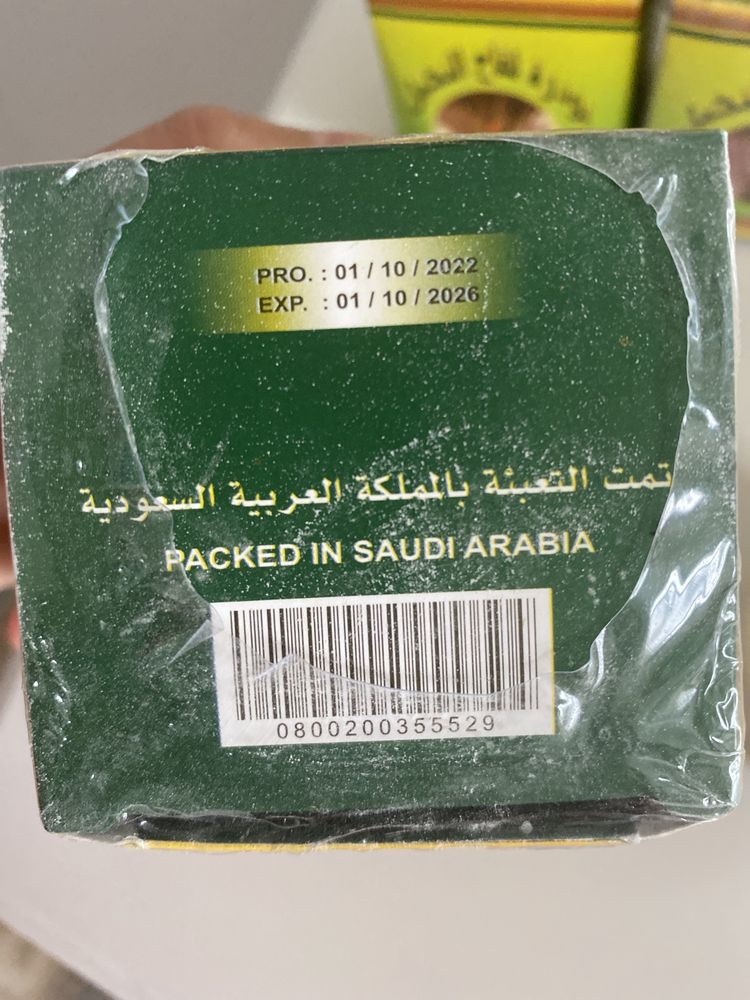 PRO. : 01 / 10 / 2022
EXP. : 01 / 10 / 2026
تمت التعبئة بالمملكة العربية السعودية
PACKED IN SAUDI ARABIA
0800200355529